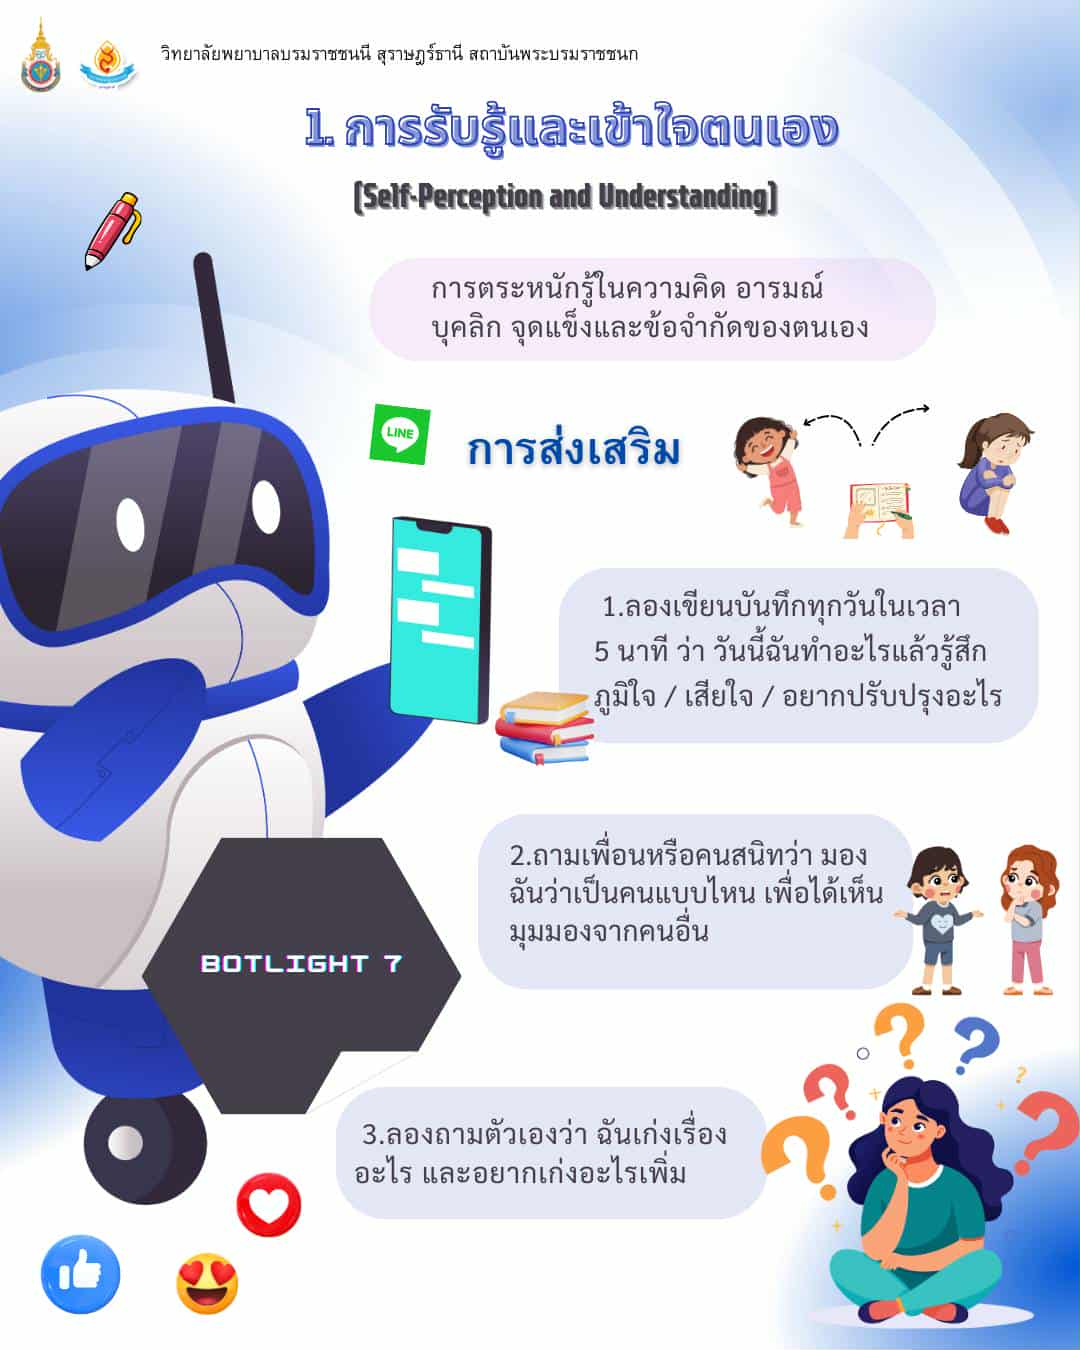 วิทยาลัยพยาบาลบรมราชชนนี สุราษฎร์ธานี สถาบันพระบรมราชชนก
1. การรับรู้และเข้าใจตนเอง
(Self-Perception and Understanding)
การตระหนักรู้ในความคิด อารมณ์
บุคลิก จุดแข็งและข้อจำกัดของตนเอง
LINE
การส่งเสริม
1.ลองเขียนบันทึกทุกวันในเวลา
5 นาที ว่า วันนี้ฉันทำอะไรแล้วรู้สึก
ภูมิใจ / เสียใจ / อยากปรับปรุงอะไร
2.ถามเพื่อนหรือคนสนิทว่า มอง
ฉันว่าเป็นคนแบบไหน เพื่อได้เห็น
มุมมองจากคนอื่น
BOTLIGHT 7
3.ลองถามตัวเองว่า ฉันเก่งเรื่อง
อะไร และอยากเก่งอะไรเพิ่ม